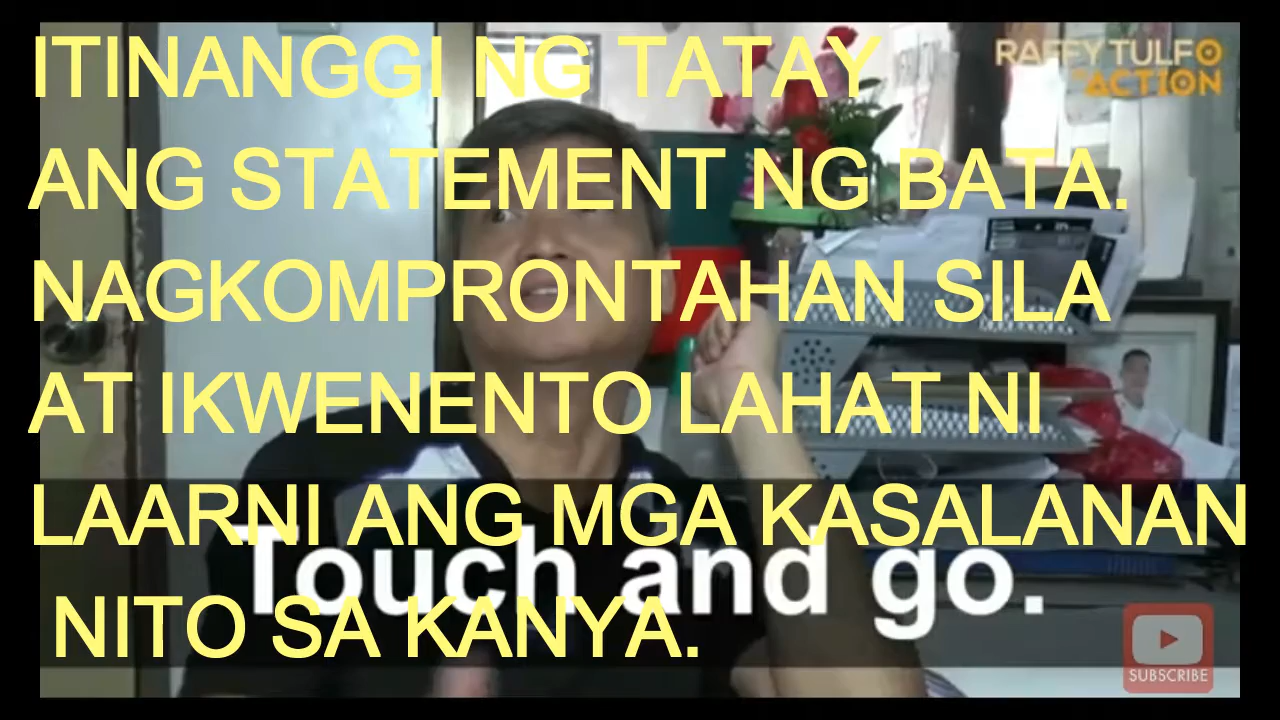 RAFFY TULFO
IN ACTION
ITINANGGI NG TATAY
ANG STATEMENT NG BATA.
NAGKOMPRONTAHAN SILA
AT IKWENENTO LAHAT NI
LAARNI ANG MGA KASALANAN
NITO SA KANYA.
Touch and go.
SUBSCRIBE